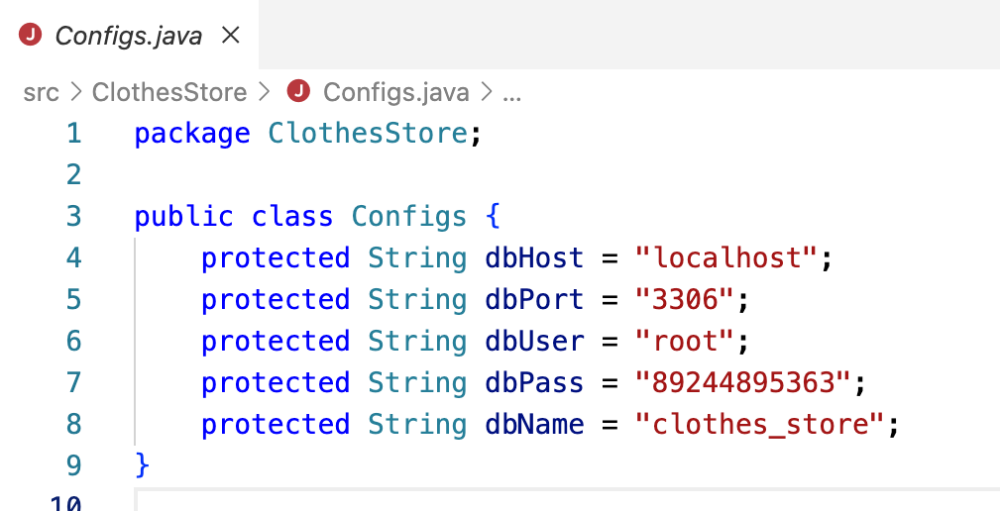 J Configs.java ×
src > ClothesStore > J Configs.java > ...
1 package ClothesStore;
2
3 public class Configs {
4     protected String dbHost = "localhost";
5     protected String dbPort = "3306";
6     protected String dbUser = "root";
7     protected String dbPass = "89244895363";
8     protected String dbName = "clothes_store";
9 }
10